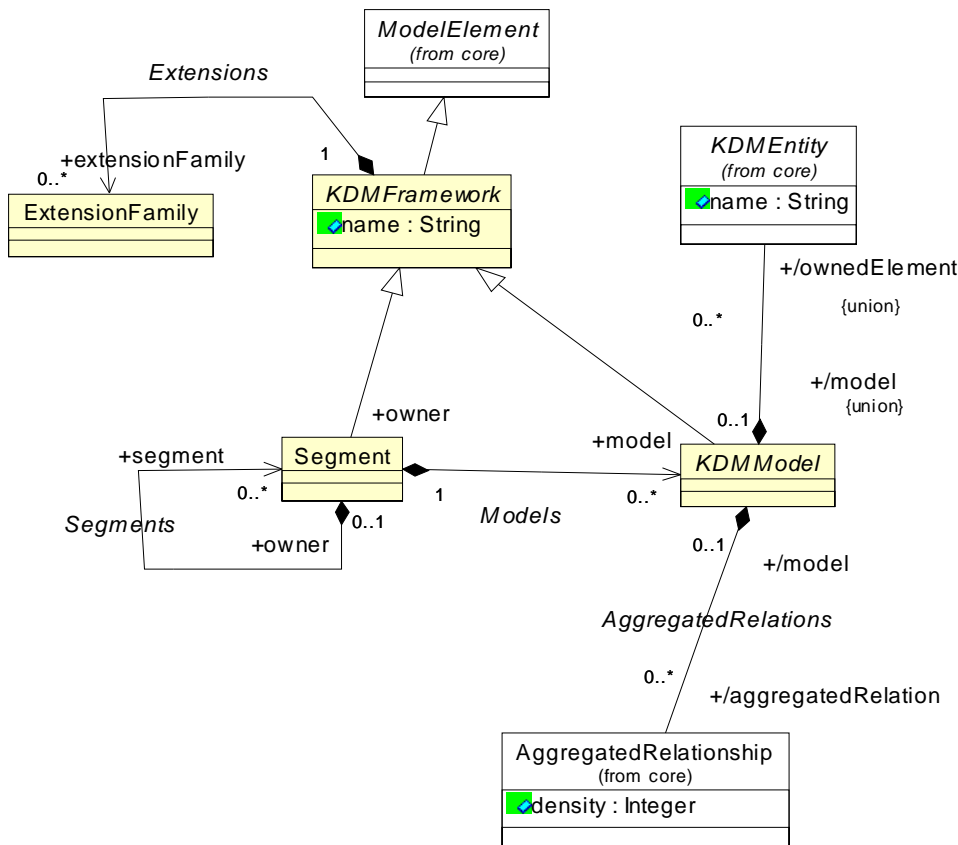 ModelElement
(from core)
Extensions
+extensionFamily
0..*
1
KDMEntity
(from core)
name : String
ExtensionFamily
KDMFramework
name : String
+/ownedElement
{union}
0..*
+/model
{union}
0..1
+owner
+segment
Segment
+model
KDMModel
0..*
1
0..*
Segments
0..1
Models
+owner
0..1
+/model
AggregatedRelations
0..*
+/aggregatedRelation
AggregatedRelationship
(from core)
density : Integer